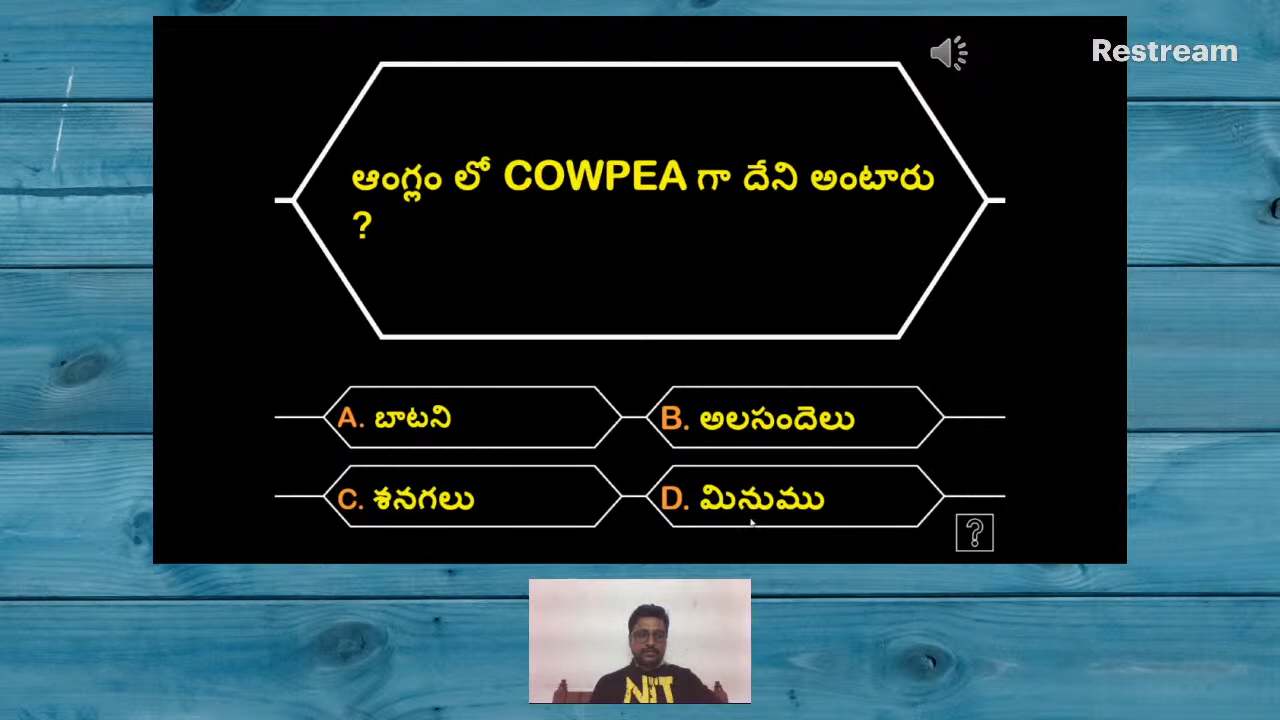 Restream
ఆంగ్లం లో COWPEA గా దేని అంటారు
?
A. బాటని
B. అలసందెలు
C. శనగలు
D. మినుము
?
NIT